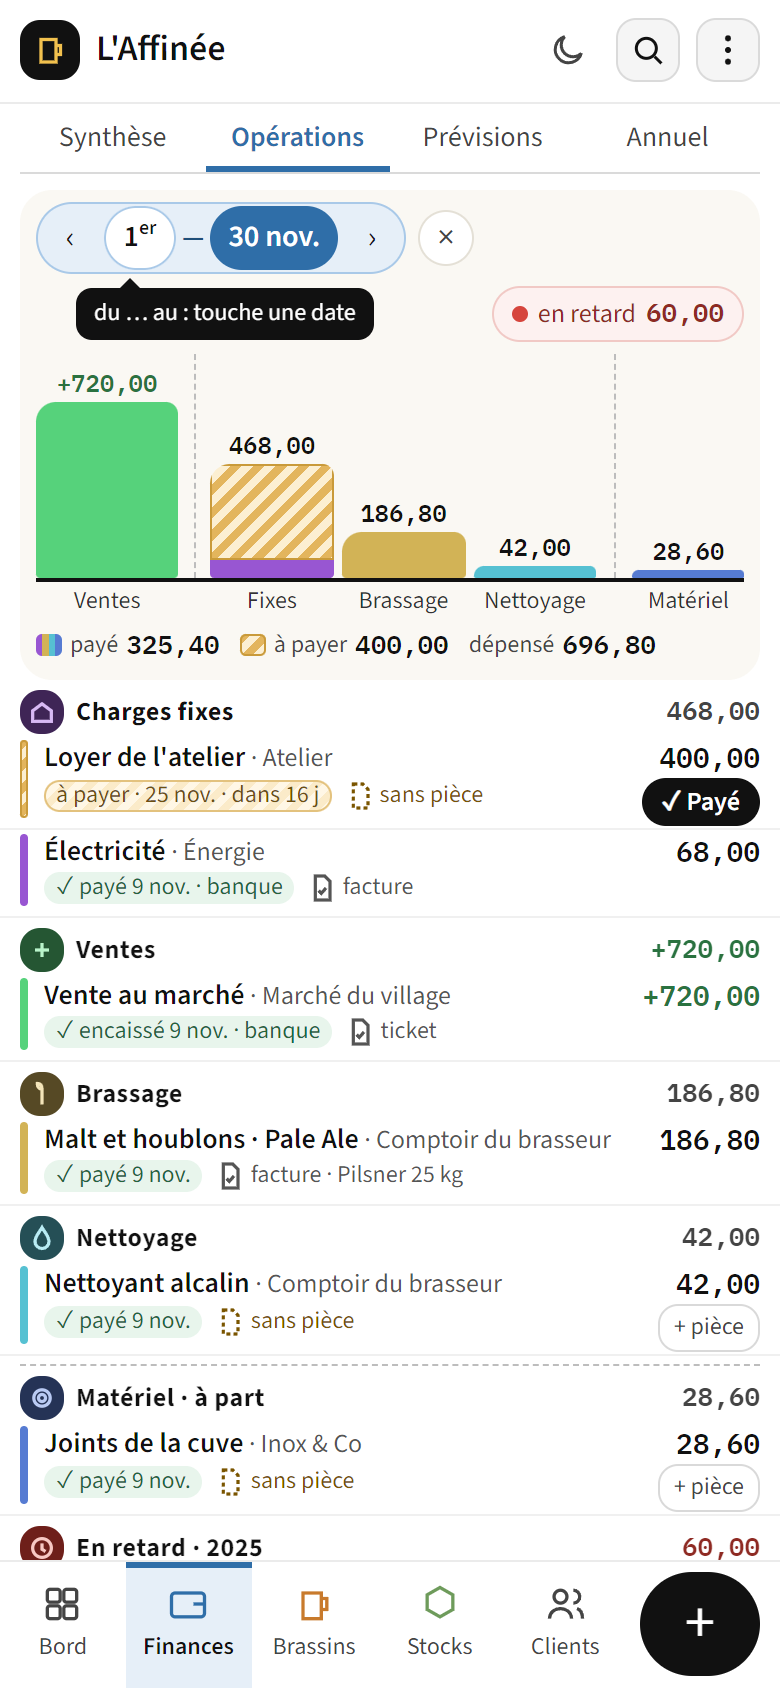 L'Affinée
Synthèse Opérations Prévisions Annuel
‹ 1er — 30 nov. › ×
du … au : touche une date
en retard 60,00
+720,00
468,00
186,80
42,00
28,60
Ventes Fixes Brassage Nettoyage Matériel
payé 325,40 à payer 400,00 dépensé 696,80
Charges fixes 468,00
Loyer de l'atelier · Atelier 400,00
à payer · 25 nov. · dans 16 j sans pièce ✓ Payé
Électricité · Énergie 68,00
✓ payé 9 nov. · banque facture
Ventes +720,00
Vente au marché · Marché du village +720,00
✓ encaissé 9 nov. · banque ticket
Brassage 186,80
Malt et houblons · Pale Ale · Comptoir du brasseur 186,80
✓ payé 9 nov. facture · Pilsner 25 kg
Nettoyage 42,00
Nettoyant alcalin · Comptoir du brasseur 42,00
✓ payé 9 nov. sans pièce + pièce
Matériel · à part 28,60
Joints de la cuve · Inox & Co 28,60
✓ payé 9 nov. sans pièce + pièce
En retard · 2025 60,00
Bord Finances Brassins Stocks Clients +